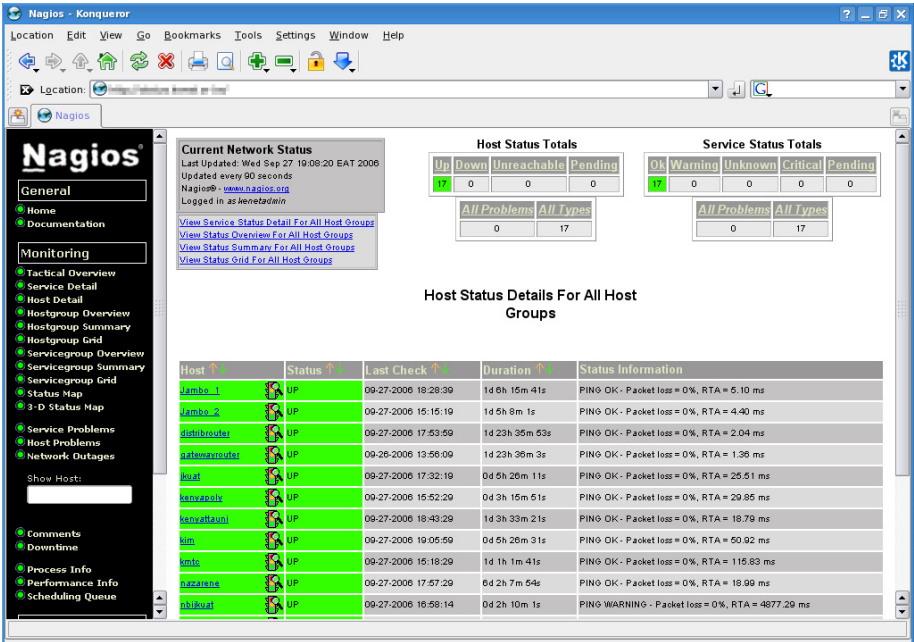 Nagios - Konqueror
Location Edit View Go Bookmarks Tools Settings Window Help
Location:
Nagios
Nagios®
General
Home
Documentation
Monitoring
Tactical Overview
Service Detail
Host Detail
Hostgroup Overview
Hostgroup Summary
Hostgroup Grid
Servicegroup Overview
Servicegroup Summary
Servicegroup Grid
Status Map
3-D Status Map
Service Problems
Host Problems
Network Outages
Show Host:
Comments
Downtime
Process Info
Performance Info
Scheduling Queue
Current Network Status
Last Updated: Wed Sep 27 19:08:20 EAT 2006
Updated every 90 seconds
Nagios® - www.nagios.org
Logged in as kenetadmin
View Service Status Detail For All Host Groups
View Status Overview For All Host Groups
View Status Summary For All Host Groups
View Status Grid For All Host Groups
Host Status Totals
Up Down Unreachable Pending
17 0 0 0
All Problems All Types
0 17
Service Status Totals
Ok Warning Unknown Critical Pending
17 0 0 0 0
All Problems All Types
0 17
Host Status Details For All Host
Groups
Host Status Last Check Duration Status Information
Jambo_1 UP 09-27-2006 18:28:39 1d 6h 15m 41s PING OK - Packet loss = 0%, RTA = 5.10 ms
Jambo_2 UP 09-27-2006 15:15:19 1d 5h 8m 1s PING OK - Packet loss = 0%, RTA = 4.40 ms
distribrouter UP 09-27-2006 17:53:59 1d 23h 35m 53s PING OK - Packet loss = 0%, RTA = 2.04 ms
gatewayrouter UP 09-26-2006 13:56:09 1d 23h 36m 3s PING OK - Packet loss = 0%, RTA = 1.36 ms
jkuat UP 09-27-2006 17:32:19 0d 5h 26m 11s PING OK - Packet loss = 0%, RTA = 25.51 ms
kenyapoly UP 09-27-2006 15:52:29 0d 3h 15m 51s PING OK - Packet loss = 0%, RTA = 29.85 ms
kenyattauni UP 09-27-2006 18:43:29 1d 3h 33m 21s PING OK - Packet loss = 0%, RTA = 18.79 ms
kim UP 09-27-2006 19:05:59 0d 5h 26m 31s PING OK - Packet loss = 0%, RTA = 50.92 ms
kmtc UP 09-27-2006 15:18:29 1d 1h 1m 41s PING OK - Packet loss = 0%, RTA = 115.83 ms
nazarene UP 09-27-2006 17:57:29 6d 2h 7m 54s PING OK - Packet loss = 0%, RTA = 18.99 ms
nbijkuat UP 09-27-2006 16:58:14 0d 2h 10m 1s PING WARNING - Packet loss = 0%, RTA = 4877.29 ms